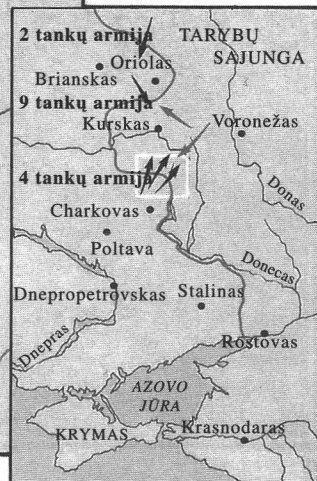 2 tankų armija
TARYBŲ
SAJUNGA
Oriolas
Brianskas
9 tankų armija
Kurskas
Voronežas
4 tankų armija
Donas
Charkovas
Poltava
Donecas
Dnepropetrovskas
Stalinas
Dnepras
Rostovas
AZOVO
JŪRA
KRYMAS
Krasnodaras